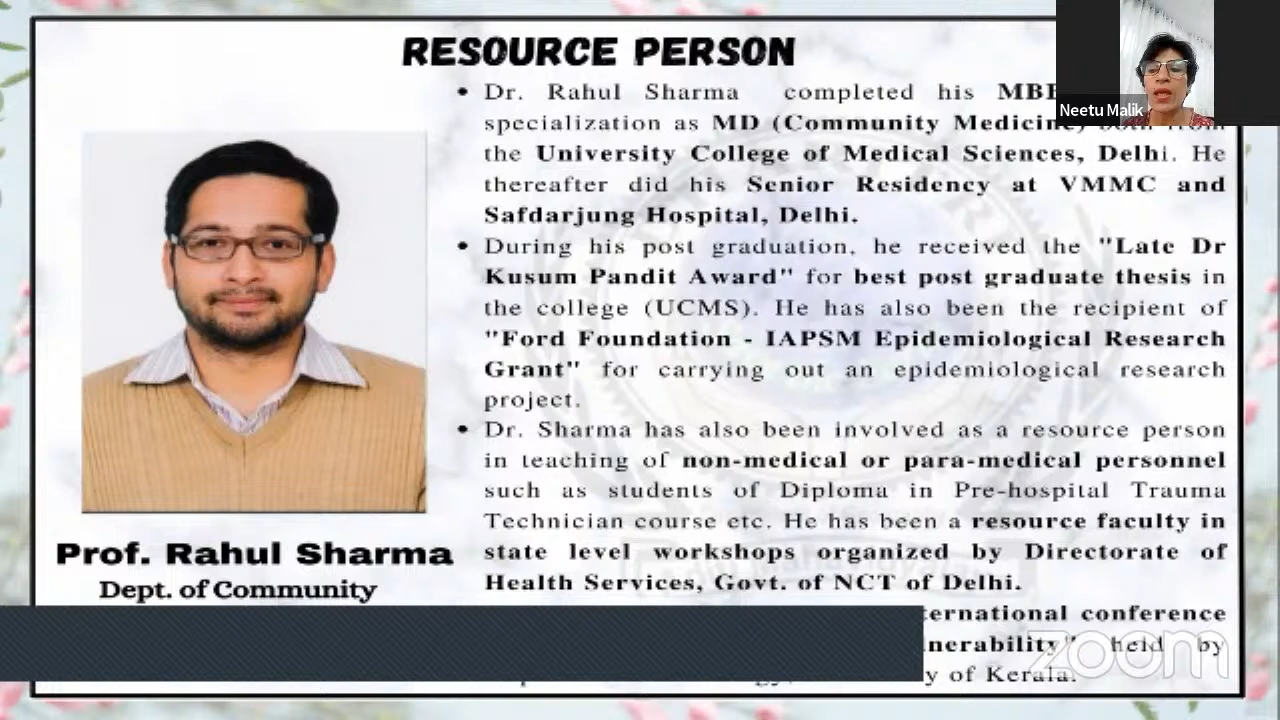 RESOURCE PERSON
Neetu Malik
• Dr. Rahul Sharma completed his
specialization as MD (Community Medicine)
the University College of Medical Sciences, Delhi. He
thereafter did his Senior Residency at VMMC and
Safdarjung Hospital, Delhi.
• During his post graduation, he received the "Late Dr
Kusum Pandit Award" for best post graduate thesis in
the college (UCMS). He has also been the recipient of
"Ford Foundation - IAPSM Epidemiological Research
Grant" for carrying out an epidemiological research
project.
• Dr. Sharma has also been involved as a resource person
in teaching of non-medical or para-medical personnel
such as students of Diploma in Pre-hospital Trauma
Technician course etc. He has been a resource faculty in
state level workshops organized by Directorate of
Health Services, Govt. of NCT of Delhi.
conference
held by
of Kerala.
Prof. Rahul Sharma
Dept. of Community
zoom